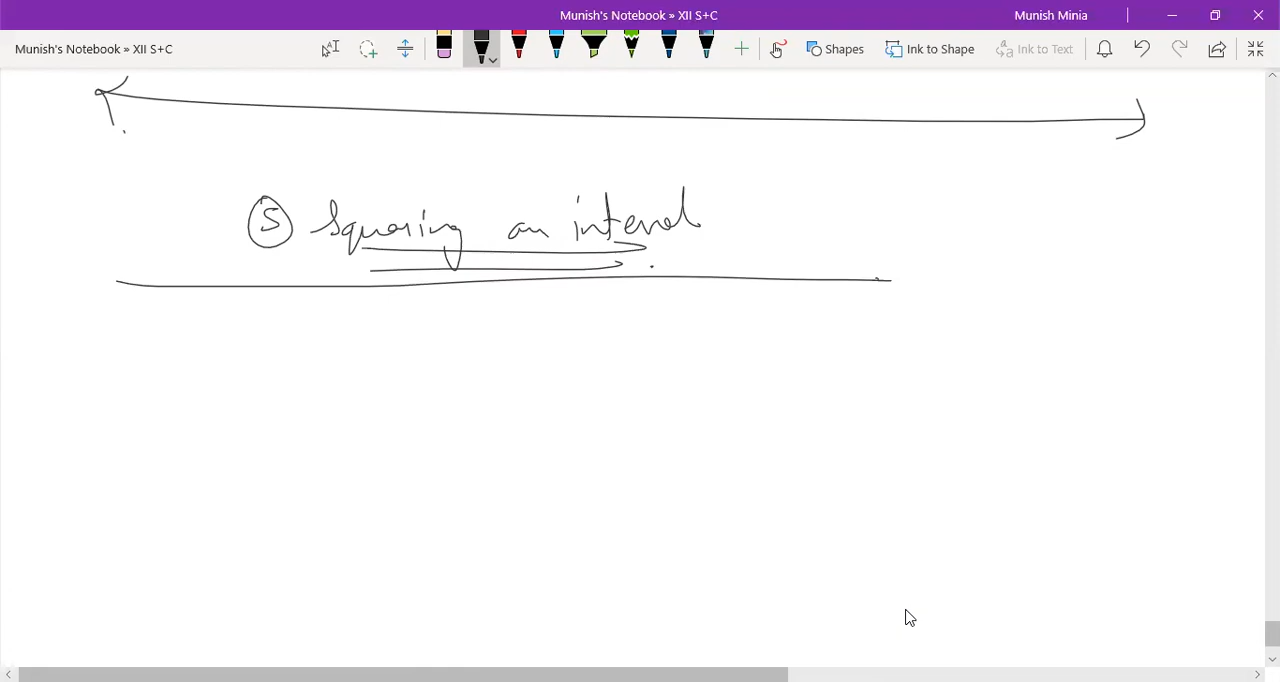 Munish's Notebook » XII S+C
Munish Minia
Munish's Notebook » XII S+C
Shapes
Ink to Shape
Ink to Text
⑤ Squaring an interval